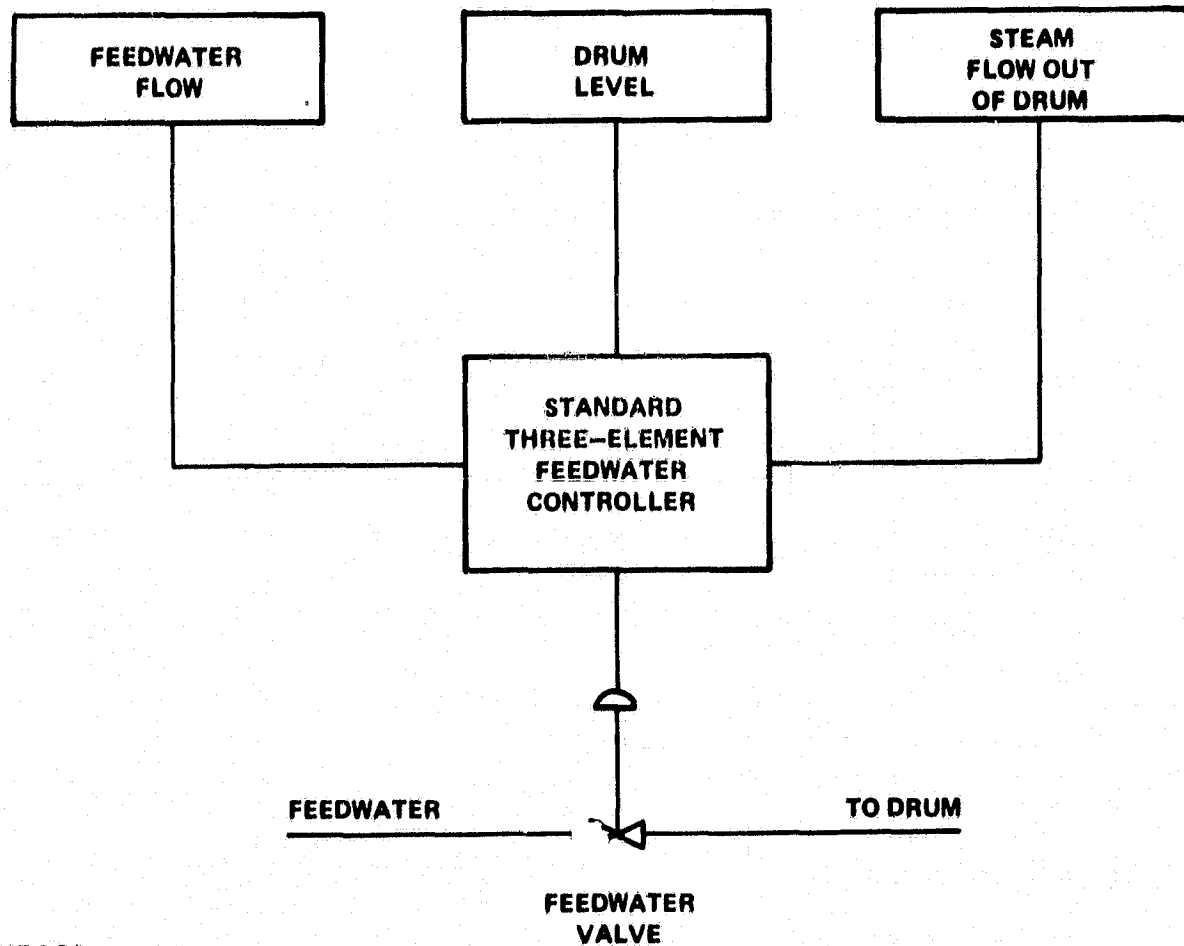 FEEDWATER
FLOW
DRUM
LEVEL
STEAM
FLOW OUT
OF DRUM
STANDARD
THREE–ELEMENT
FEEDWATER
CONTROLLER
FEEDWATER
TO DRUM
FEEDWATER
VALVE